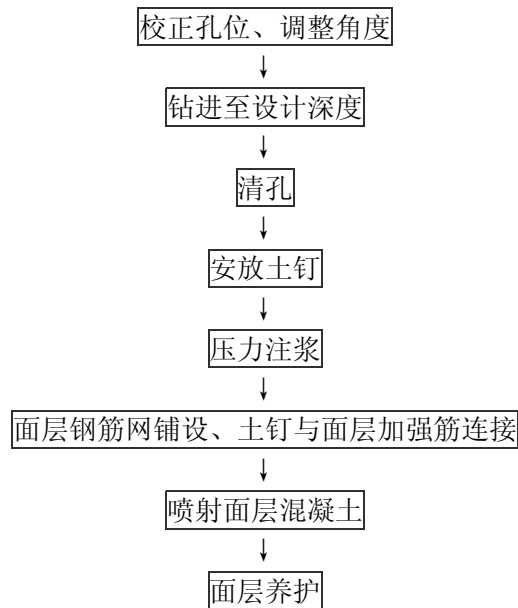 校正孔位、调整角度
钻进至设计深度
清孔
安放土钉
压力注浆
面层钢筋网铺设、土钉与面层加强筋连接
喷射面层混凝土
面层养护